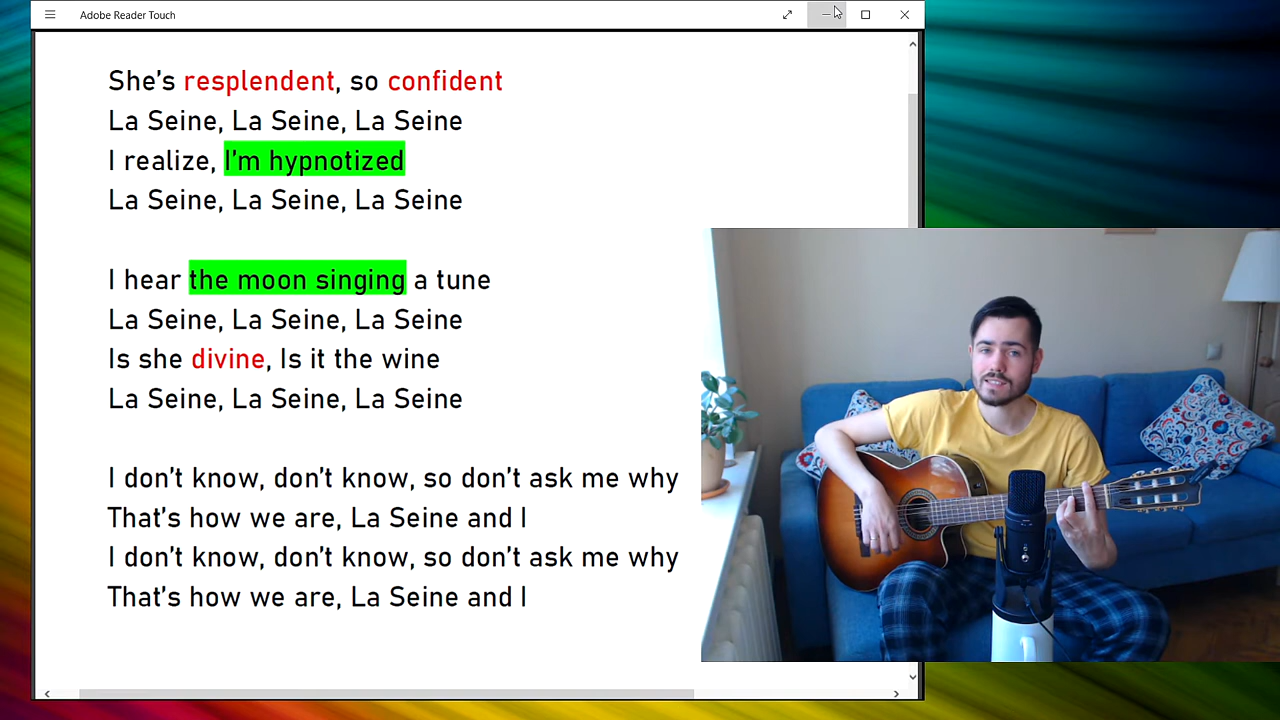 Adobe Reader Touch
She's resplendent, so confident
La Seine, La Seine, La Seine
I realize, I'm hypnotized
La Seine, La Seine, La Seine
I hear the moon singing a tune
La Seine, La Seine, La Seine
Is she divine, Is it the wine
La Seine, La Seine, La Seine
I don't know, don't know, so don't ask me why
That's how we are, La Seine and I
I don't know, don't know, so don't ask me why
That's how we are, La Seine and I